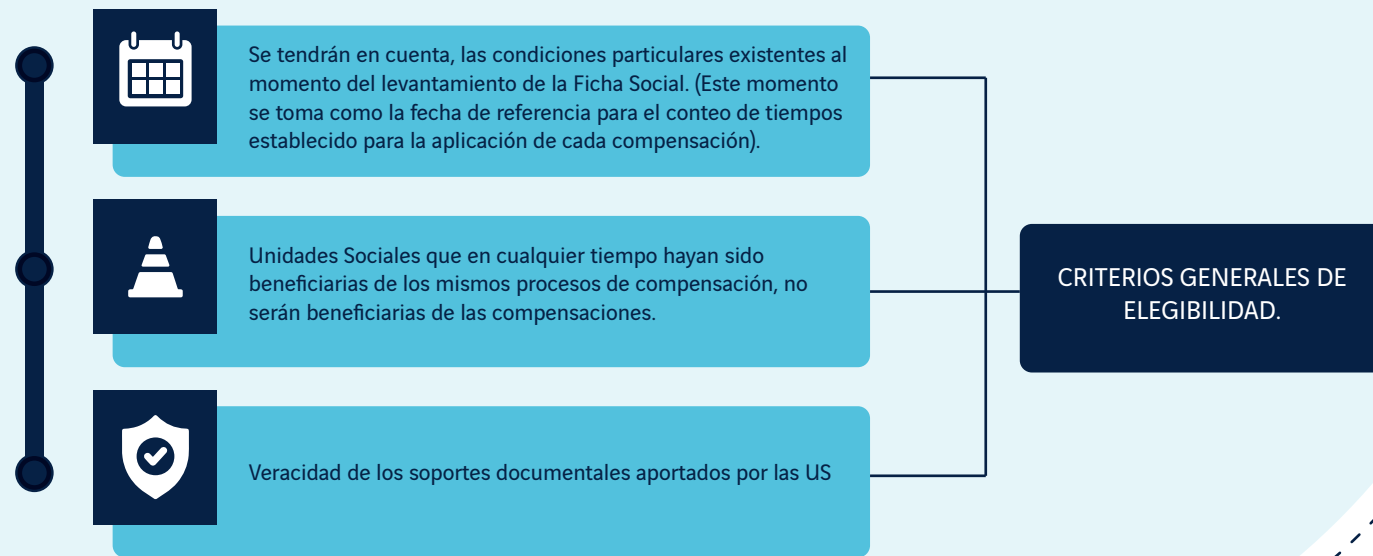 Se tendrán en cuenta, las condiciones particulares existentes al
momento del levantamiento de la Ficha Social. (Este momento
se toma como la fecha de referencia para el conteo de tiempos
establecido para la aplicación de cada compensación).
Unidades Sociales que en cualquier tiempo hayan sido
beneficiarias de los mismos procesos de compensación, no
serán beneficiarias de las compensaciones.
Veracidad de los soportes documentales aportados por las US
CRITERIOS GENERALES DE
ELEGIBILIDAD.